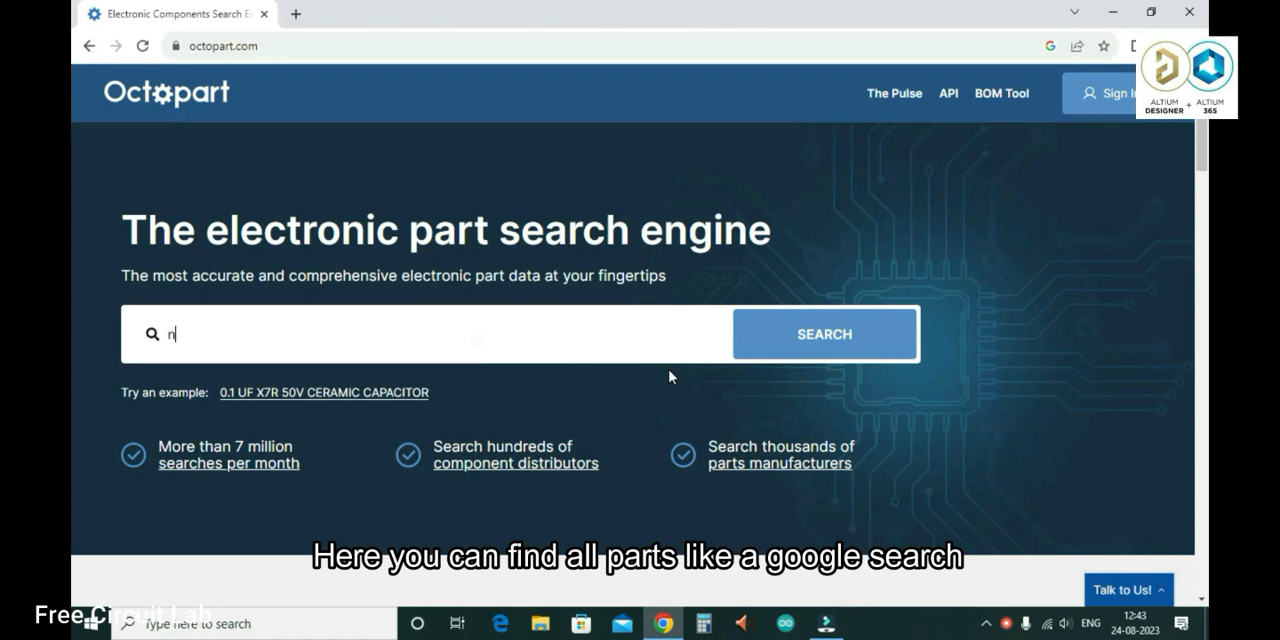 Electronic Components Search E
octopart.com
Octopart
The Pulse
API
BOM Tool
Sign I
ALTIUM DESIGNER + ALTIUM 365
The electronic part search engine
The most accurate and comprehensive electronic part data at your fingertips
n
SEARCH
Try an example: 0.1 UF X7R 50V CERAMIC CAPACITOR
More than 7 million
searches per month
Search hundreds of
component distributors
Search thousands of
parts manufacturers
Here you can find all parts like a google search
Talk to Us!
Free Circuit Lab
Type here to search
ENG
12:43
24-08-2023